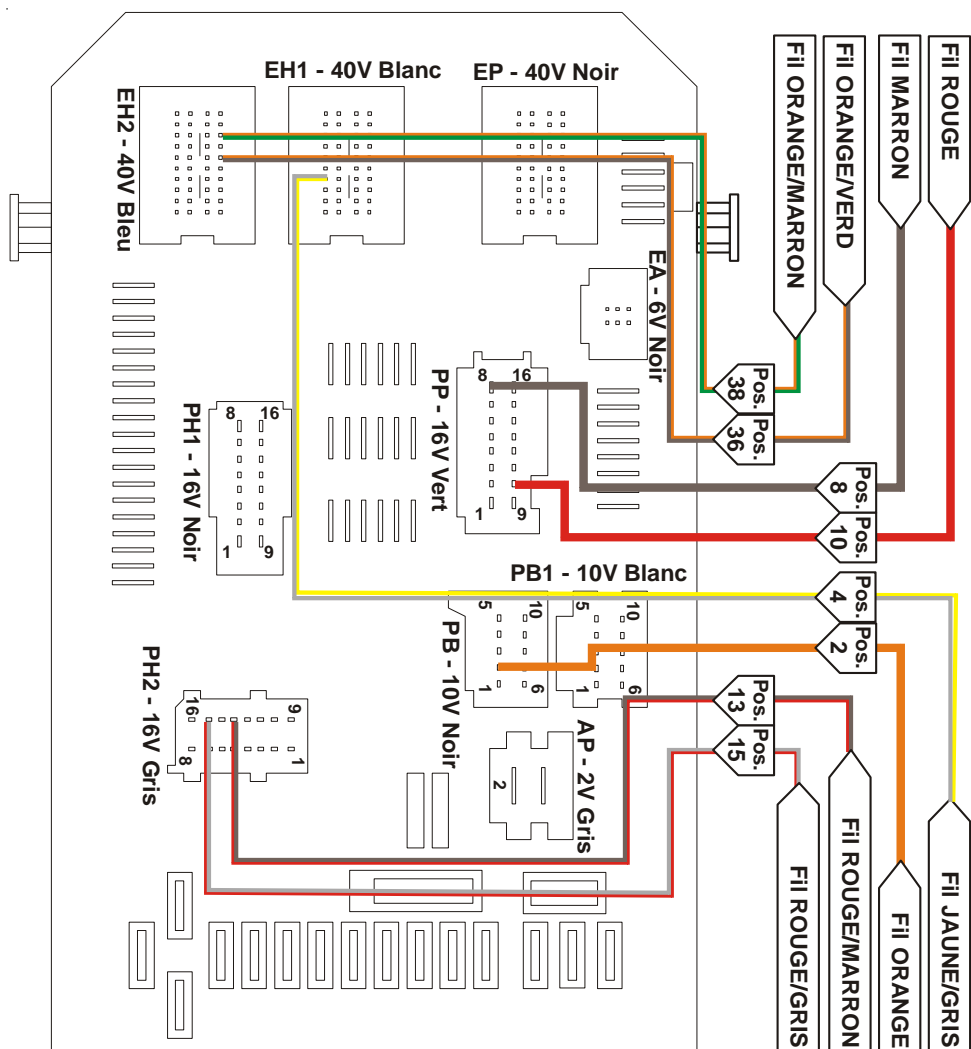 EH1 - 40V Blanc
EP - 40V Noir
EH2 - 40V Bleu
Fil ORANGE/MARRON
Fil ORANGE/VERD
Fil MARRON
Fil ROUGE
EA - 6V Noir
PP - 16V Vert
8
16
1
9
PH1 - 16V Noir
8
16
1
9
Pos.
38
Pos.
36
Pos.
8
Pos.
10
PB1 - 10V Blanc
5
10
1
6
PB - 10V Noir
5
10
1
6
Pos.
4
Pos.
2
Pos.
13
Pos.
15
PH2 - 16V Gris
16
9
8
1
AP - 2V Gris
2
Fil ROUGE/GRIS
Fil ROUGE/MARRON
Fil ORANGE
Fil JAUNE/GRIS